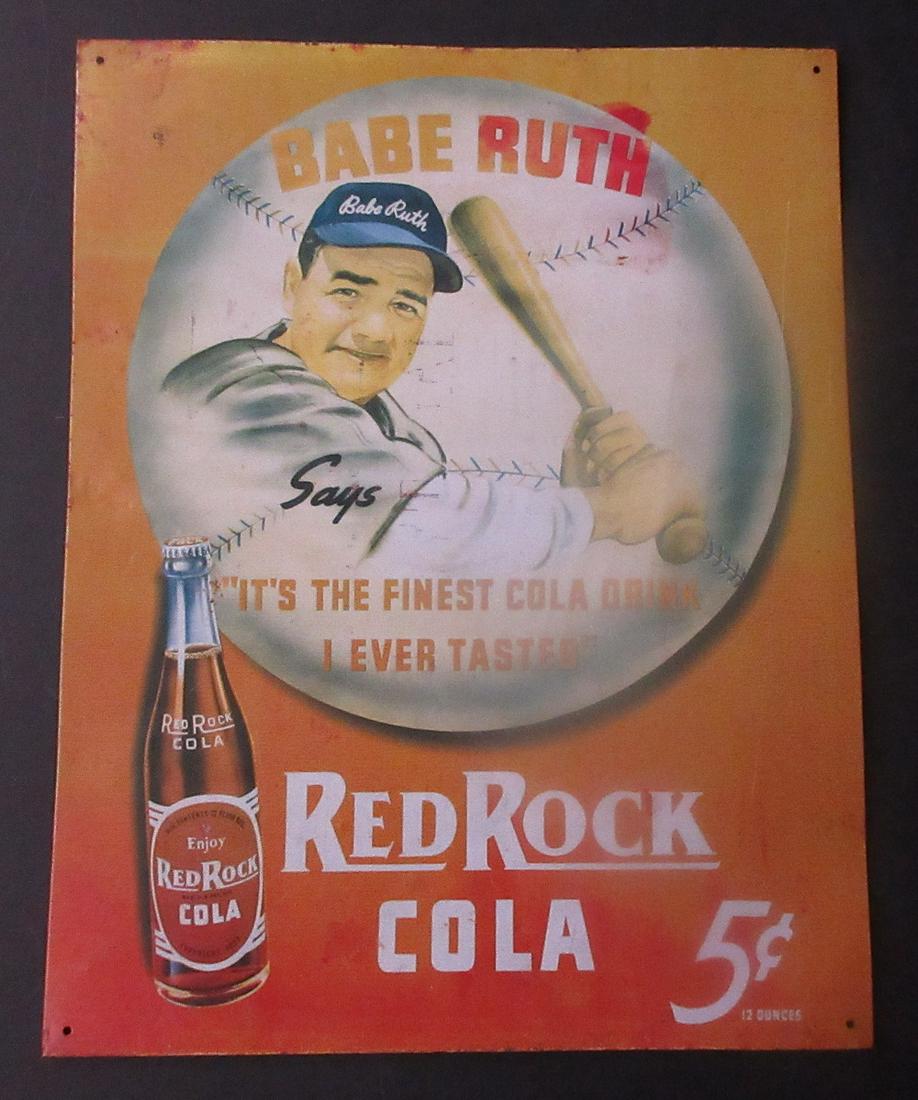 BABE RUTH
Babe Ruth
Says
"IT'S THE FINEST COLA DRINK
I EVER TASTED"
RED ROCK
COLA
Enjoy
RED ROCK
COLA
RED ROCK
COLA
5¢
12 OUNCES